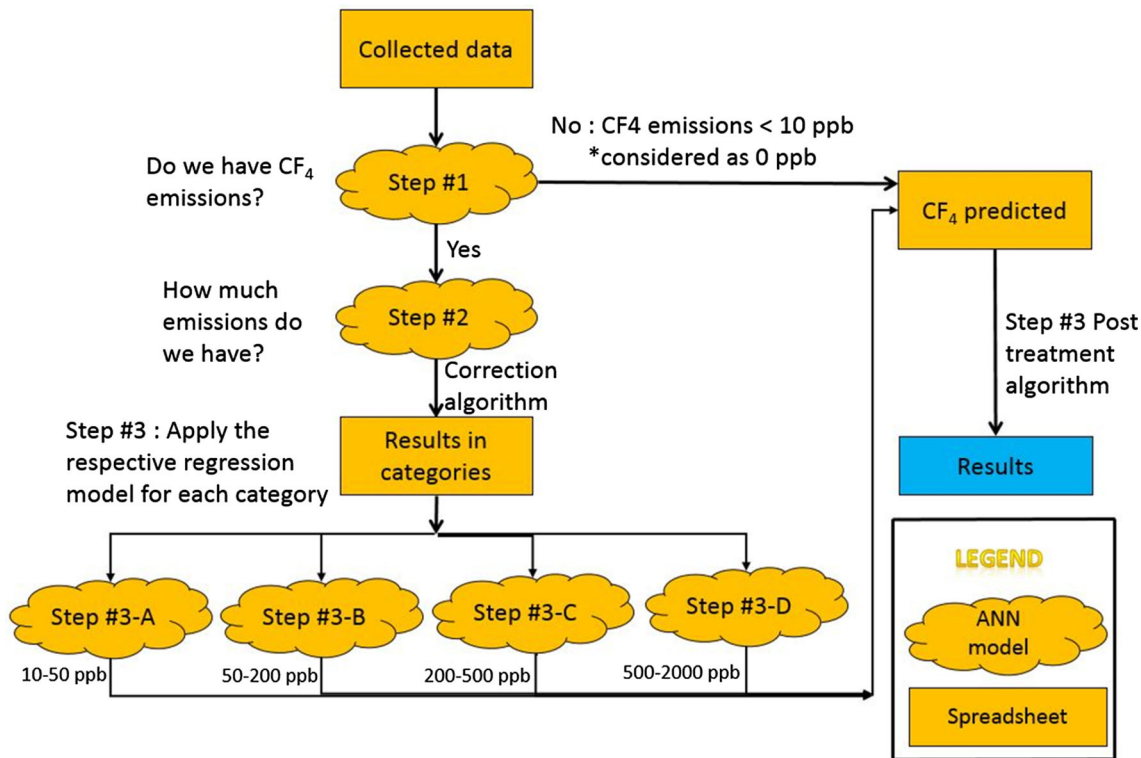 Collected data
No : CF4 emissions < 10 ppb
*considered as 0 ppb
Do we have CF₄
emissions?
Step #1
CF₄ predicted
Yes
How much
emissions do
we have?
Step #2
Step #3 Post
treatment
algorithm
Correction
algorithm
Step #3 : Apply the
respective regression
model for each category
Results in
categories
Results
LEGEND
ANN
model
Spreadsheet
Step #3-A
Step #3-B
Step #3-C
Step #3-D
10-50 ppb
50-200 ppb
200-500 ppb
500-2000 ppb